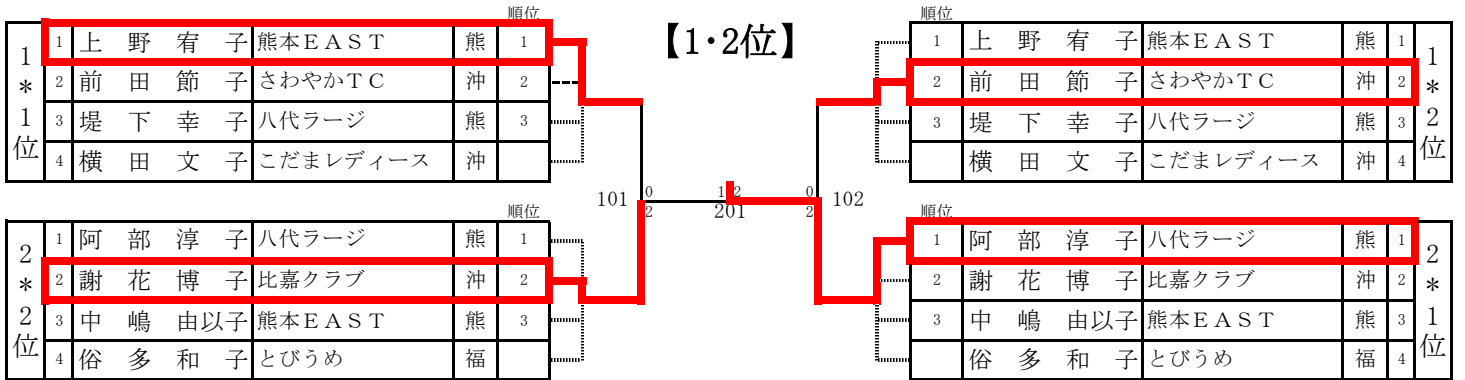 【1・2位】
順位
1*1位
1 上野宥子 熊本EAST 熊 1
2 前田節子 さわやかTC 沖 2
3 堤下幸子 八代ラージ 熊 3
4 横田文子 こだまレディース 沖
順位
1 上野宥子 熊本EAST 熊 1
2 前田節子 さわやかTC 沖 2
3 堤下幸子 八代ラージ 熊 3
横田文子 こだまレディース 沖 4
1*2位
101 0 2
1 2
201
0 2 102
順位
2*2位
1 阿部淳子 八代ラージ 熊 1
2 謝花博子 比嘉クラブ 沖 2
3 中嶋由以子 熊本EAST 熊 3
4 俗多和子 とびうめ 福
順位
1 阿部淳子 八代ラージ 熊 1
2 謝花博子 比嘉クラブ 沖 2
3 中嶋由以子 熊本EAST 熊 3
俗多和子 とびうめ 福 4
2*1位